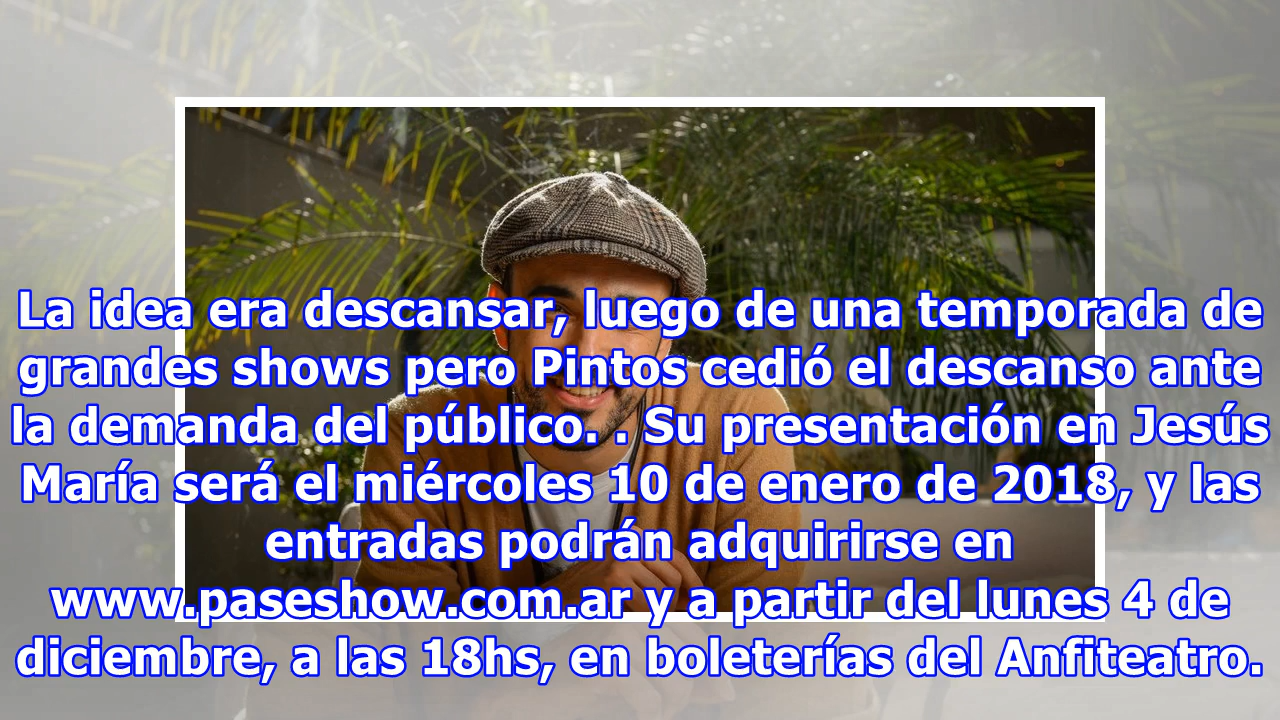 La idea era descansar, luego de una temporada de
grandes shows pero Pintos cedió el descanso ante
la demanda del público. . Su presentación en Jesús
María será el miércoles 10 de enero de 2018, y las
entradas podrán adquirirse en
www.paseshow.com.ar y a partir del lunes 4 de
diciembre, a las 18hs, en boleterías del Anfiteatro.